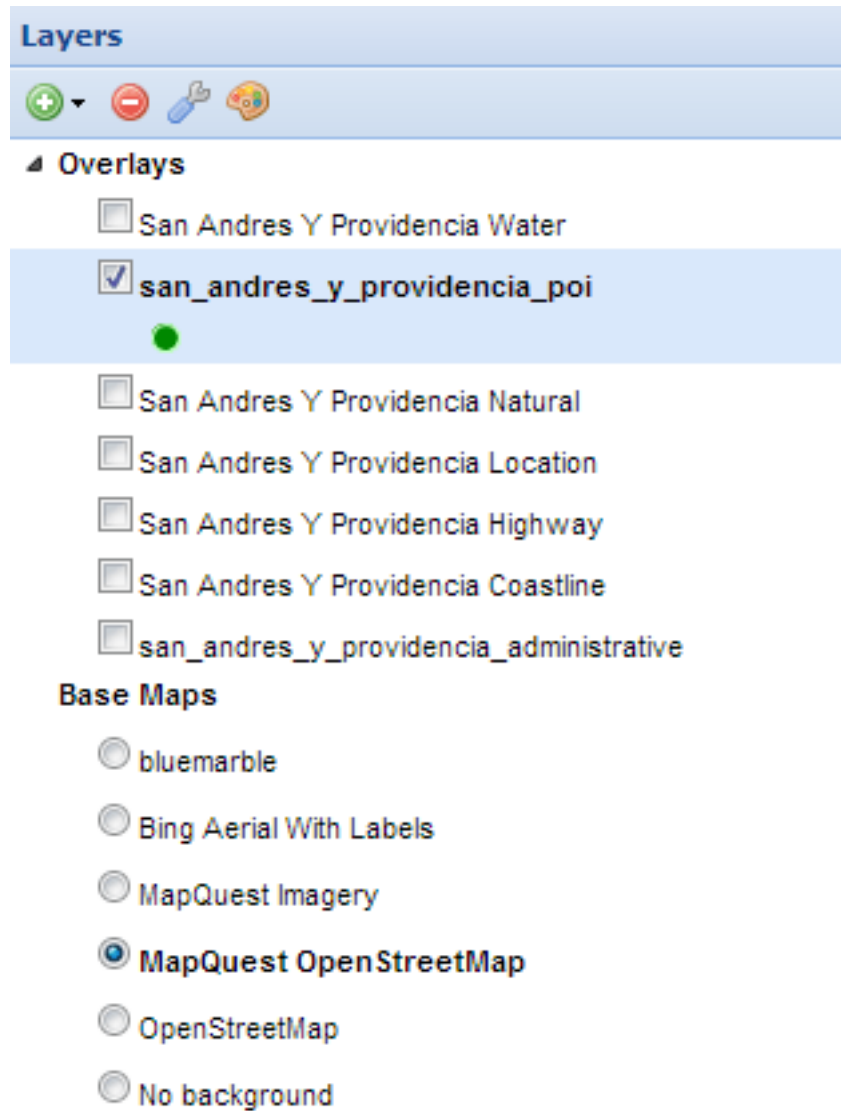 Layers
Overlays
San Andres Y Providencia Water
san_andres_y_providencia_poi
San Andres Y Providencia Natural
San Andres Y Providencia Location
San Andres Y Providencia Highway
San Andres Y Providencia Coastline
san_andres_y_providencia_administrative
Base Maps
bluemarble
Bing Aerial With Labels
MapQuest Imagery
MapQuest OpenStreetMap
OpenStreetMap
No background